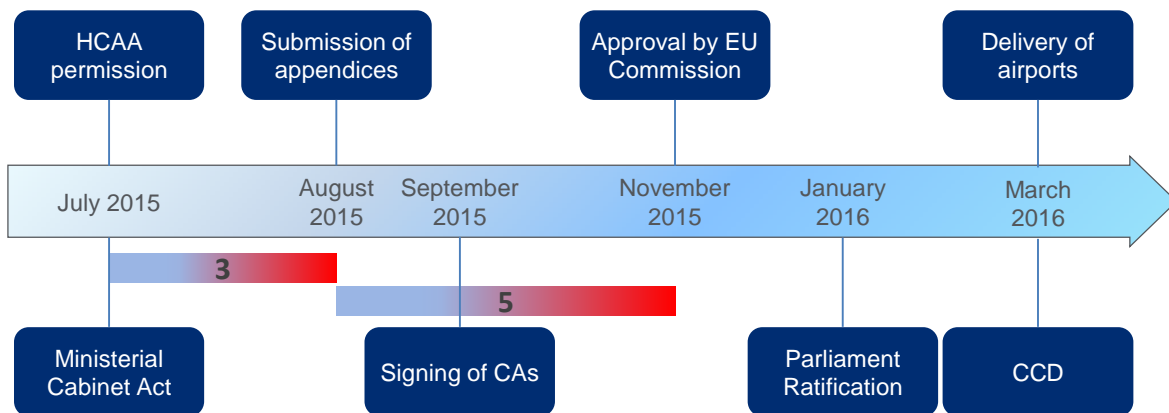 HCAA
permission
Submission of
appendices
Approval by EU
Commission
Delivery of
airports
July 2015
August
2015
September
2015
November
2015
January
2016
March
2016
3
5
Ministerial
Cabinet Act
Signing of CAs
Parliament
Ratification
CCD